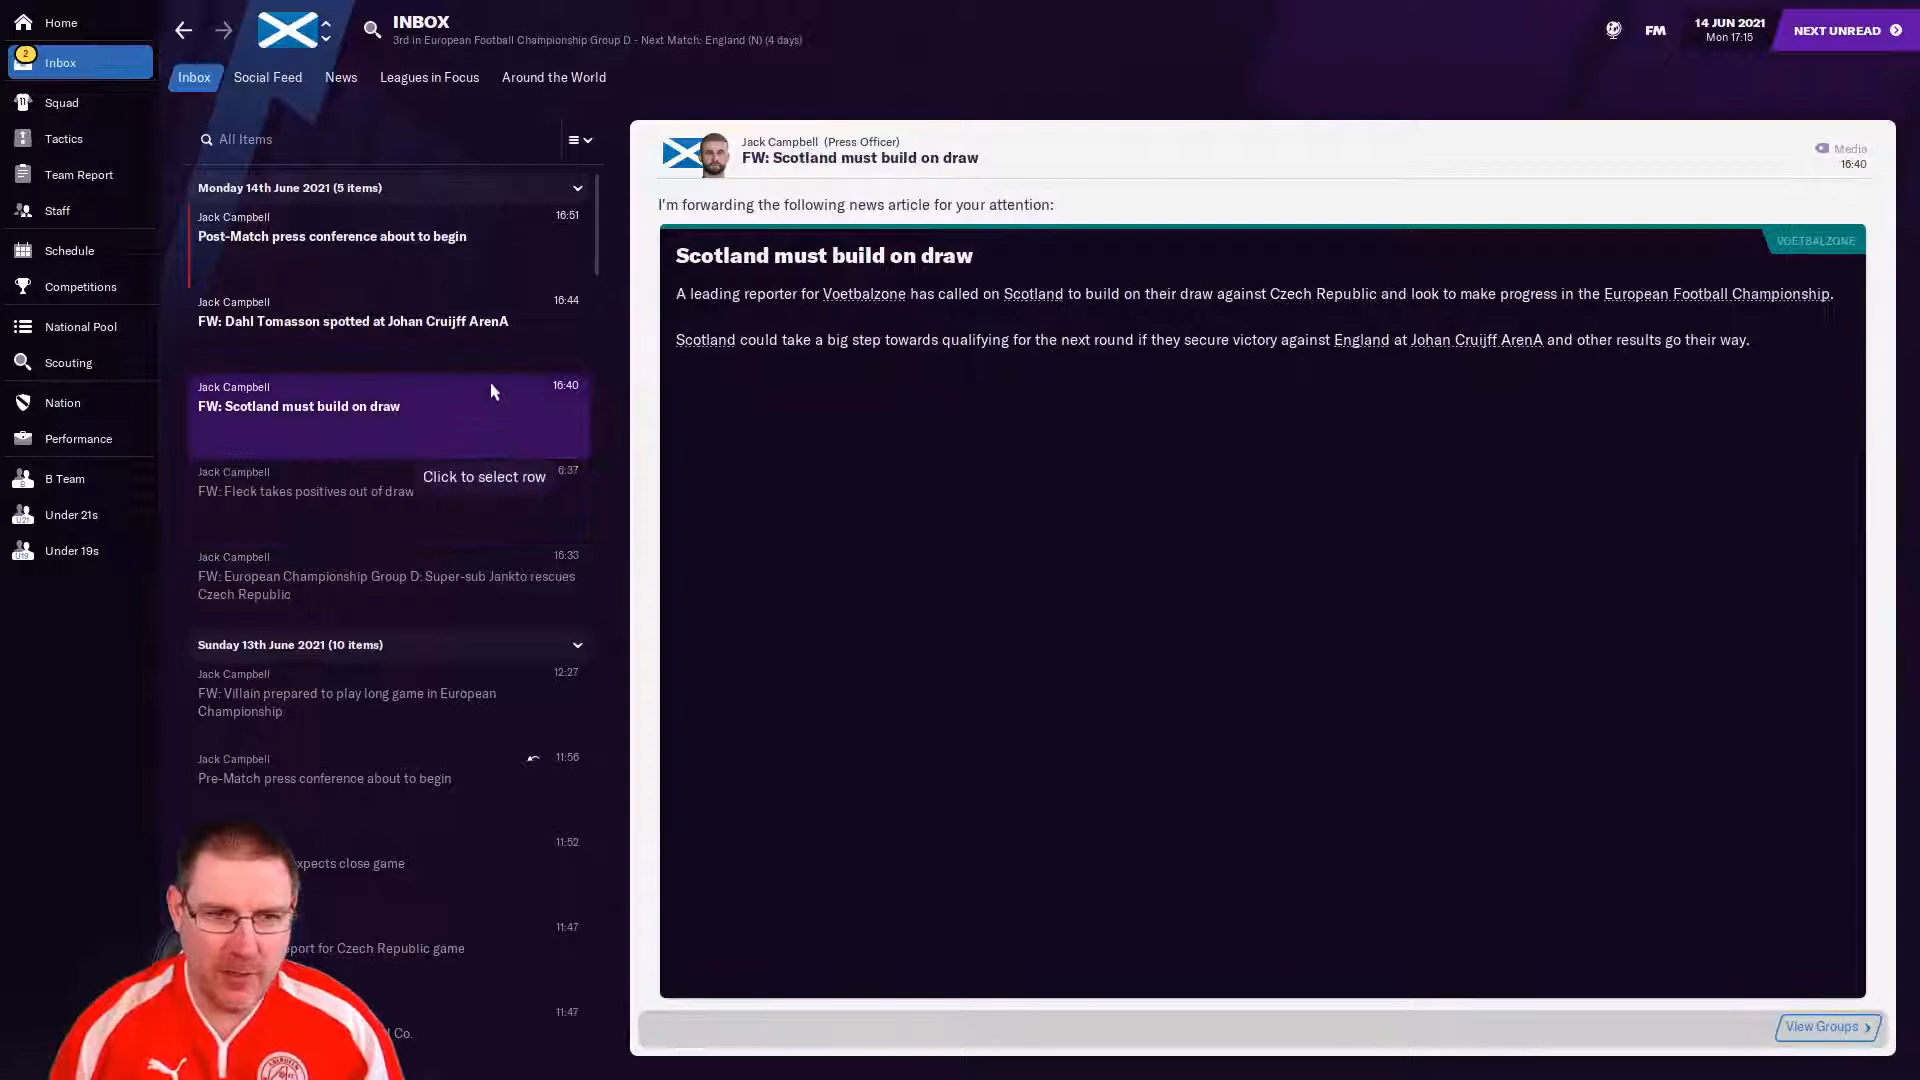 Home
2
Inbox
Squad
Tactics
Team Report
Staff
Schedule
Competitions
National Pool
Scouting
Nation
Performance
B Team
Under 21s
Under 19s
INBOX
3rd in European Football Championship Group D - Next Match: England (N) (4 days)
FM
14 JUN 2021
Mon 17:15
NEXT UNREAD
Inbox
Social Feed
News
Leagues in Focus
Around the World
All Items
Monday 14th June 2021 (5 items)
Jack Campbell
16:51
Post-Match press conference about to begin
Jack Campbell
16:44
FW: Dahl Tomasson spotted at Johan Cruijff ArenA
Jack Campbell
16:40
FW: Scotland must build on draw
Jack Campbell
6:37
FW: Fleck takes positives out of draw
Click to select row
Jack Campbell
16:33
FW: European Championship Group D: Super-sub Jankto rescues
Czech Republic
Sunday 13th June 2021 (10 items)
Jack Campbell
12:27
FW: Villain prepared to play long game in European
Championship
Jack Campbell
11:56
Pre-Match press conference about to begin
11:52
xpects close game
11:47
eport for Czech Republic game
11:47
Co.
Jack Campbell (Press Officer)
FW: Scotland must build on draw
Media
16:40
I'm forwarding the following news article for your attention:
VOETBALZONE
Scotland must build on draw
A leading reporter for Voetbalzone has called on Scotland to build on their draw against Czech Republic and look to make progress in the European Football Championship.
Scotland could take a big step towards qualifying for the next round if they secure victory against England at Johan Cruijff ArenA and other results go their way.
View Groups